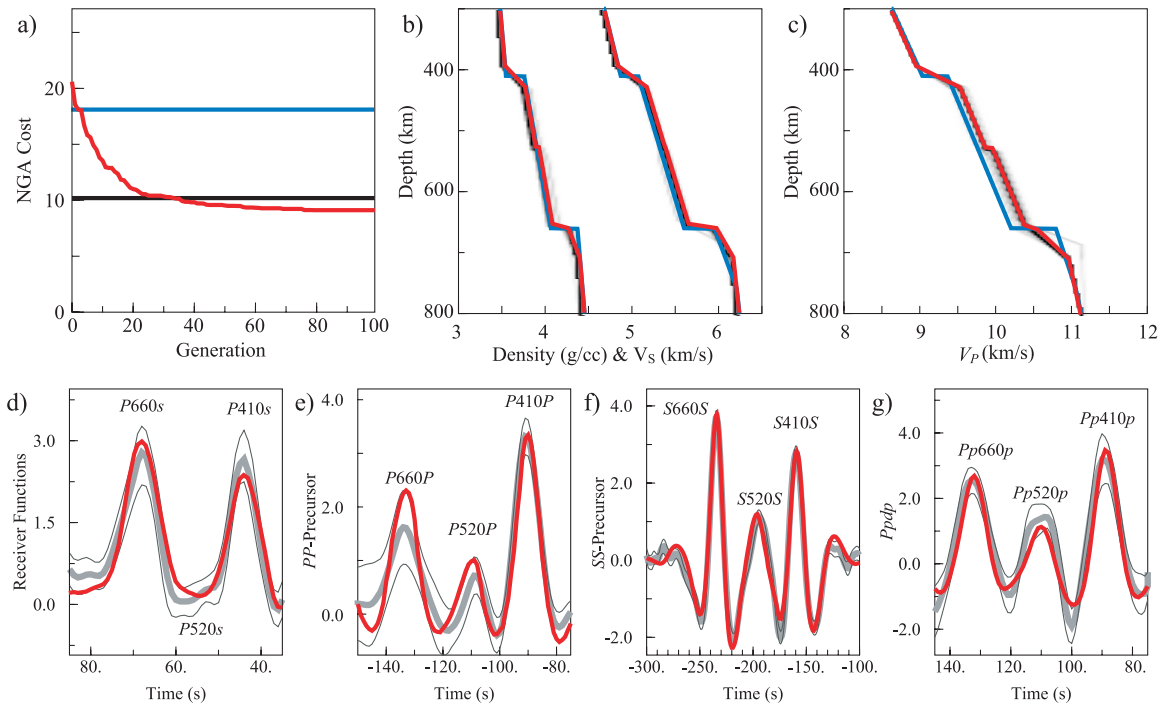 a)
20
10
0
NGA Cost
0 20 40 60 80 100
Generation
b)
400
600
800
Depth (km)
3 4 5 6
Density (g/cc) & VS (km/s)
c)
400
600
800
Depth (km)
8 9 10 11 12
VP (km/s)
d)
P660s
P410s
P520s
3.0
1.5
0.0
Receiver Functions
80. 60. 40.
Time (s)
e)
P410P
P660P
P520P
4.0
2.0
0.0
PP-Precursor
-150. -125. -100. -75.
Time (s)
f)
S660S
S410S
S520S
4.0
2.0
0.0
-2.0
SS-Precursor
-300. -250. -200. -150. -100.
Time (s)
g)
Pp410p
Pp660p
Pp520p
4.0
2.0
0.0
-2.0
Ppdp
140. 120. 100. 80.
Time (s)